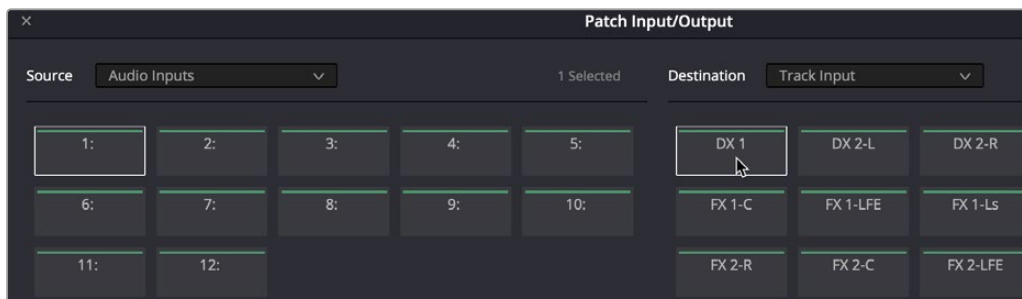 Patch Input/Output
Source Audio Inputs 1 Selected Destination Track Input
1: 2: 3: 4: 5: DX 1 DX 2-L DX 2-R
6: 7: 8: 9: 10: FX 1-C FX 1-LFE FX 1-Ls
11: 12: FX 2-R FX 2-C FX 2-LFE